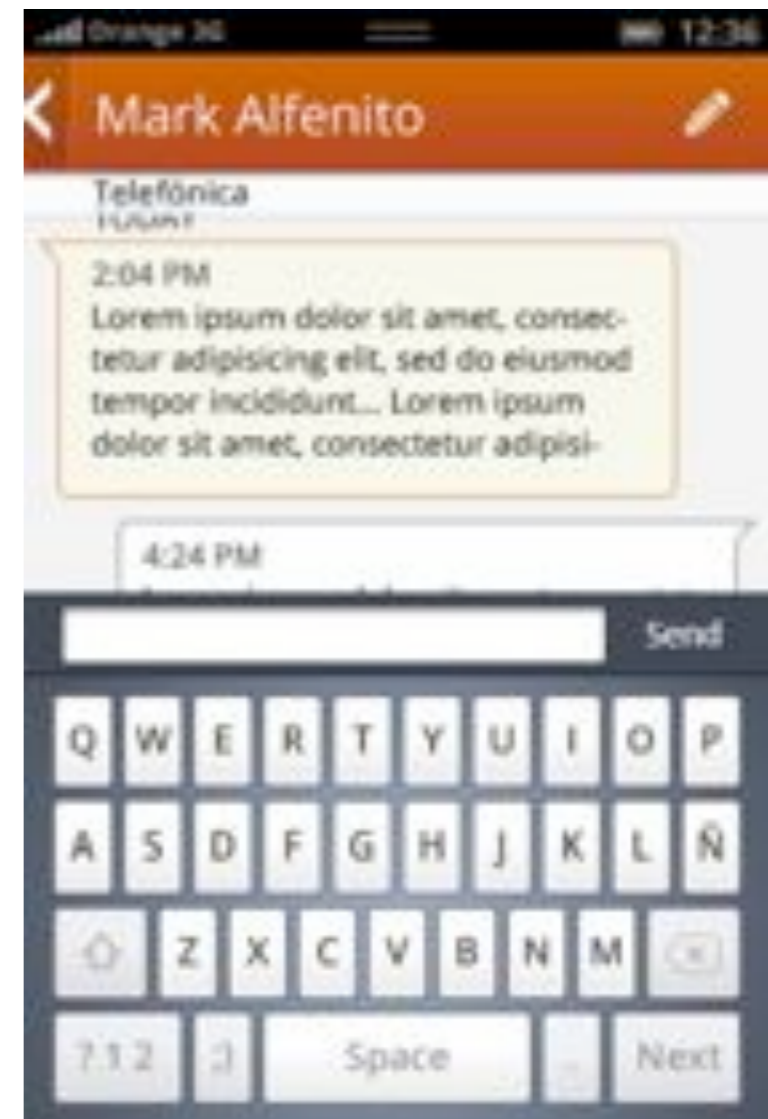 Orange 3G 12:36
Mark Alfenito
Telefónica
TODAY
2:04 PM
Lorem ipsum dolor sit amet, consec-
tetur adipisicing elit, sed do eiusmod
tempor incididunt... Lorem ipsum
dolor sit amet, consectetur adipisi-
4:24 PM
Send
Q W E R T Y U I O P
A S D F G H J K L Ñ
Z X C V B N M
?12 ;) Space . Next